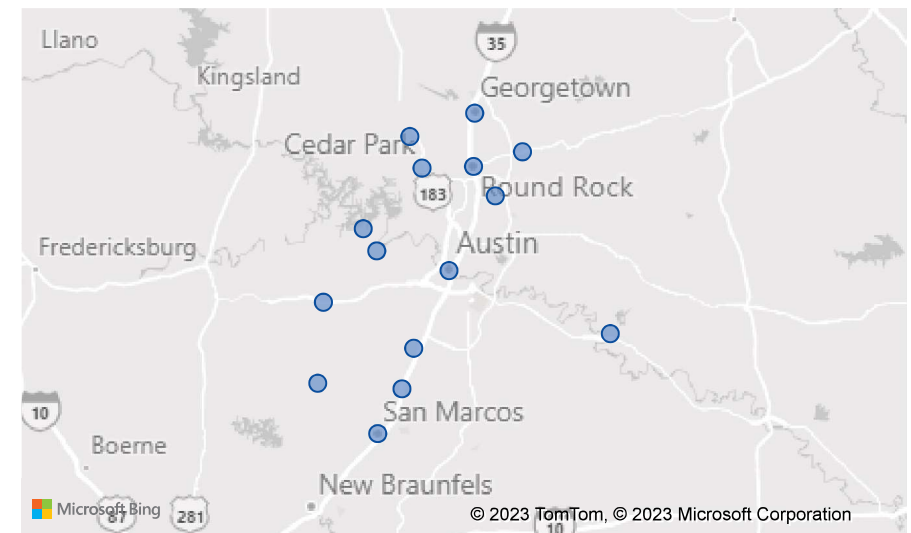 Llano
35
Kingsland
Georgetown
Cedar Park
183
Round Rock
Fredericksburg
Austin
10
San Marcos
Boerne
New Braunfels
Microsoft Bing
87
281
10
© 2023 TomTom, © 2023 Microsoft Corporation